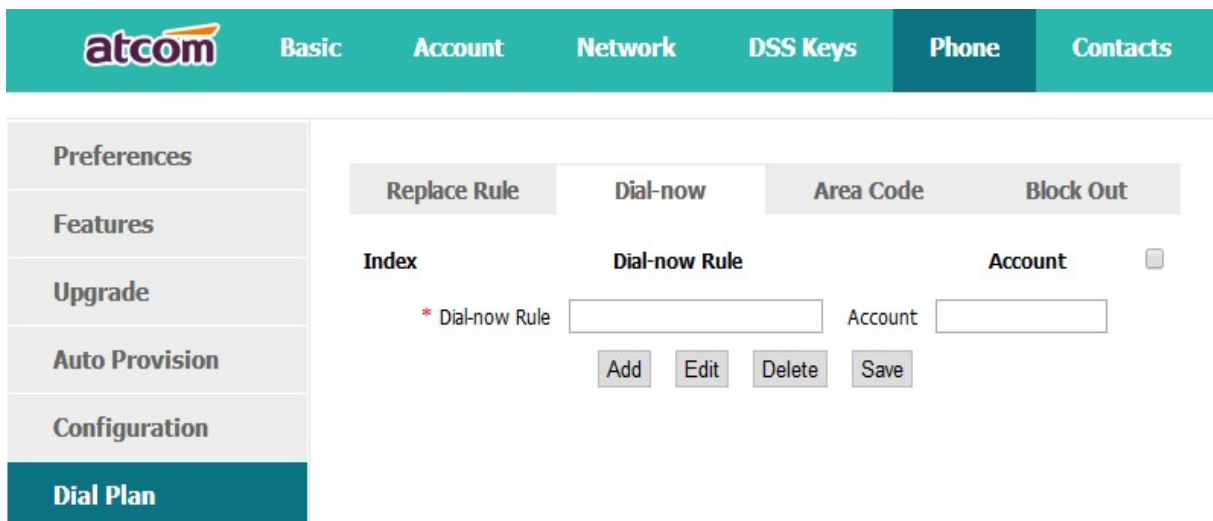 atcom Basic Account Network DSS Keys Phone Contacts
Preferences
Replace Rule Dial-now Area Code Block Out
Features
Index Dial-now Rule Account
Upgrade
* Dial-now Rule Account
Auto Provision
Add Edit Delete Save
Configuration
Dial Plan